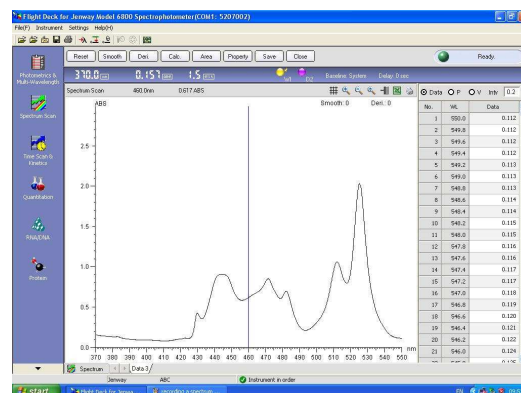 Flight Deck for Jenway Model 6800 Spectrophotometer(COM1: 5207002)
File(F) Instrument Settings Help(H)
Reset Smooth Deri. Calc. Area Property Save Close
Ready.
370.0 nm 0.157 ABS 1.5
W1 D2 Baseline: System Delay: 0 sec
Spectrum Scan 460.0nm 0.617 ABS
Data P V Intv 0.2
Photometrics & Multi-Wavelength
Spectrum Scan
Time Scan & Kinetics
Quantitation
RNA/DNA
Protein
ABS
Smooth: 0 Deri.: 0
2.5
2.0
1.5
1.0
0.5
0.0
370 380 390 400 410 420 430 440 450 460 470 480 490 500 510 520 530 540 550
nm
No. WL Data
1 550.0 0.112
2 549.8 0.112
3 549.6 0.112
4 549.4 0.112
5 549.2 0.113
6 549.0 0.113
7 548.8 0.113
8 548.6 0.114
9 548.4 0.114
10 548.2 0.115
11 548.0 0.115
12 547.8 0.116
13 547.6 0.116
14 547.4 0.117
15 547.2 0.117
16 547.0 0.118
17 546.8 0.119
18 546.6 0.120
19 546.4 0.121
20 546.2 0.122
21 546.0 0.124
Spectrum Data 3
Jenway ABC Instrument in order
start Flight Deck for Jenwa... recording a spectrum
EN